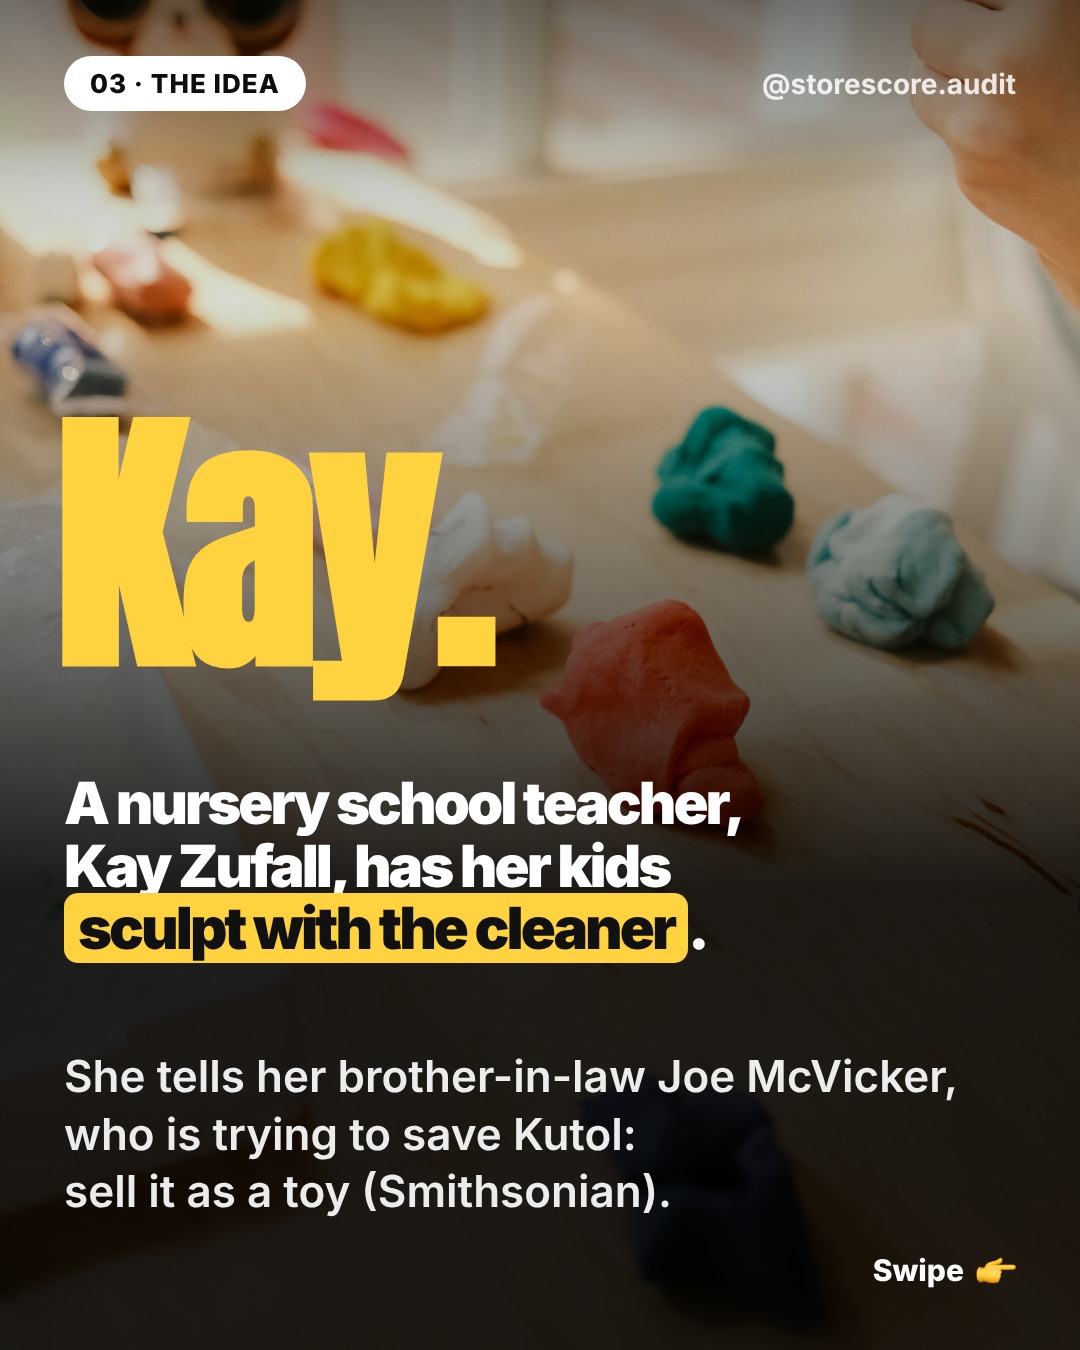 03 · THE IDEA
@storescore.audit
Kay.
A nursery school teacher,
Kay Zufall, has her kids
sculpt with the cleaner.
She tells her brother-in-law Joe McVicker,
who is trying to save Kutol:
sell it as a toy (Smithsonian).
Swipe 👉